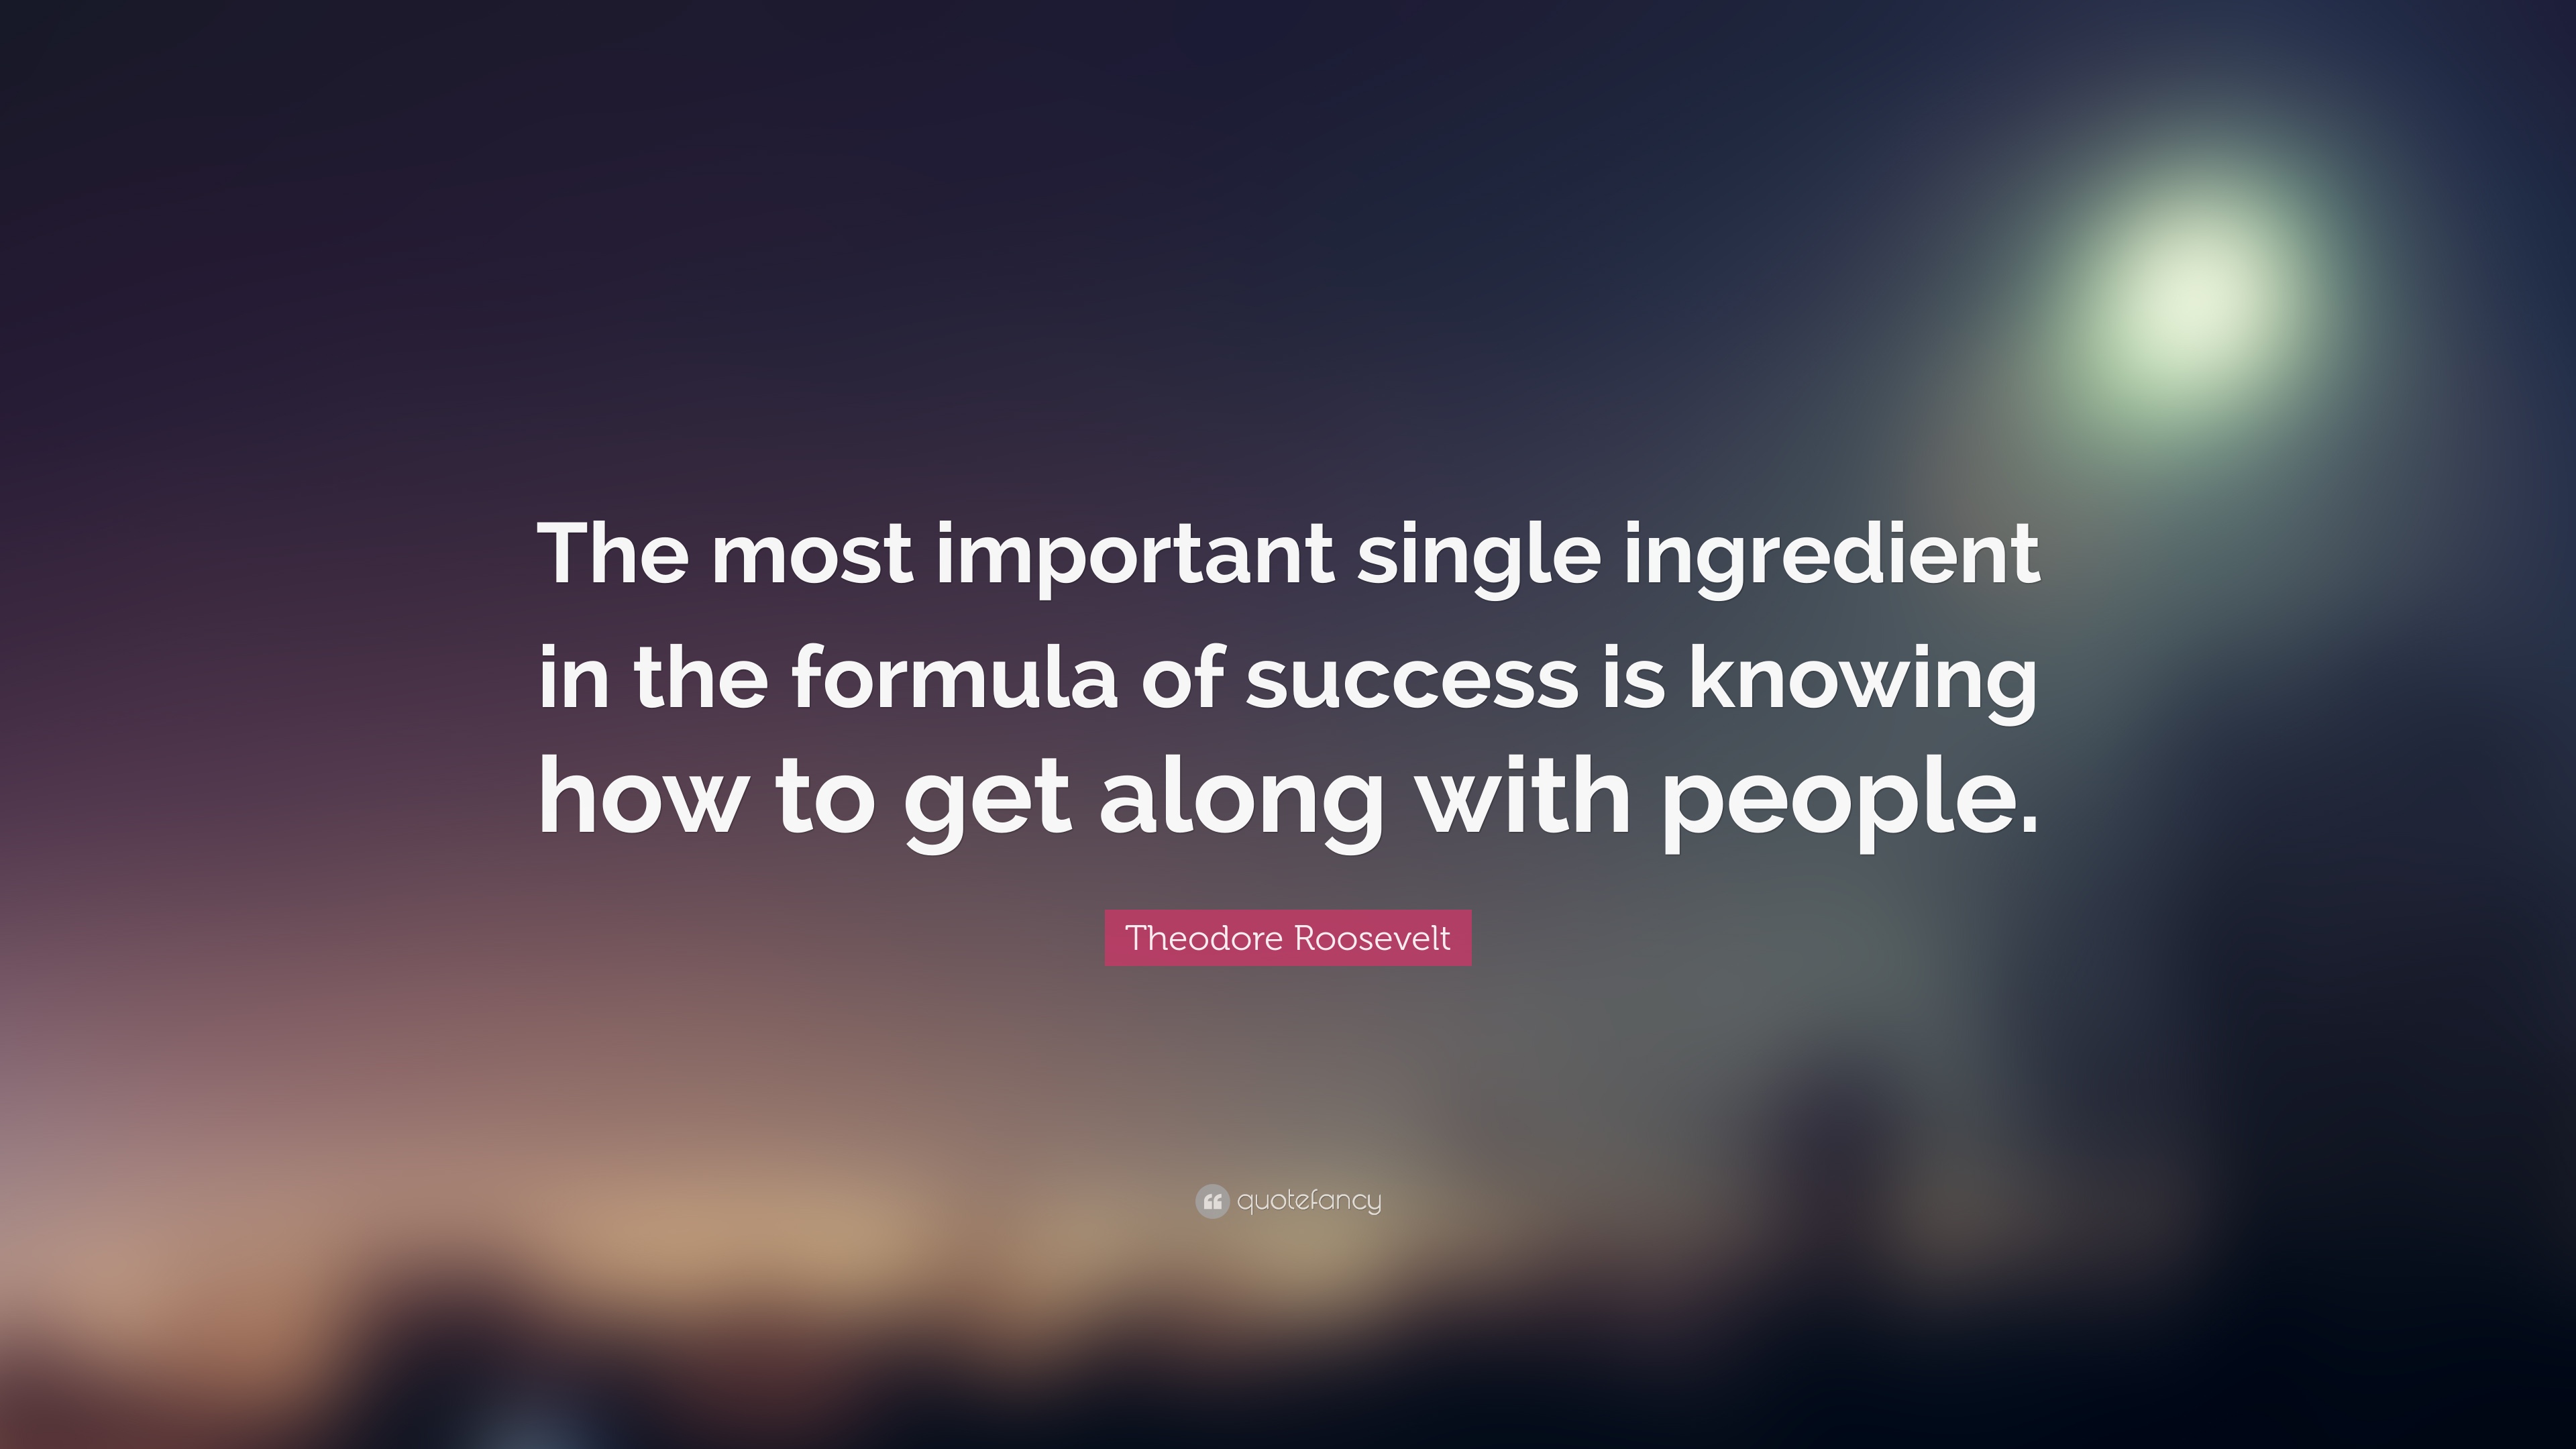 The most important single ingredient
in the formula of success is knowing
how to get along with people.
Theodore Roosevelt
quotefancy